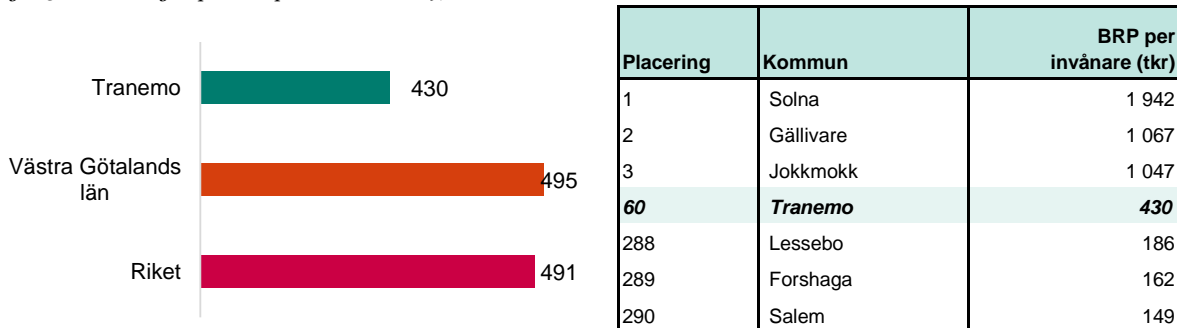 Tranemo
430
Västra Götalands
län
495
Riket
491
Placering Kommun BRP per
invånare (tkr)
1 Solna 1 942
2 Gällivare 1 067
3 Jokkmokk 1 047
60 Tranemo 430
288 Lessebo 186
289 Forshaga 162
290 Salem 149